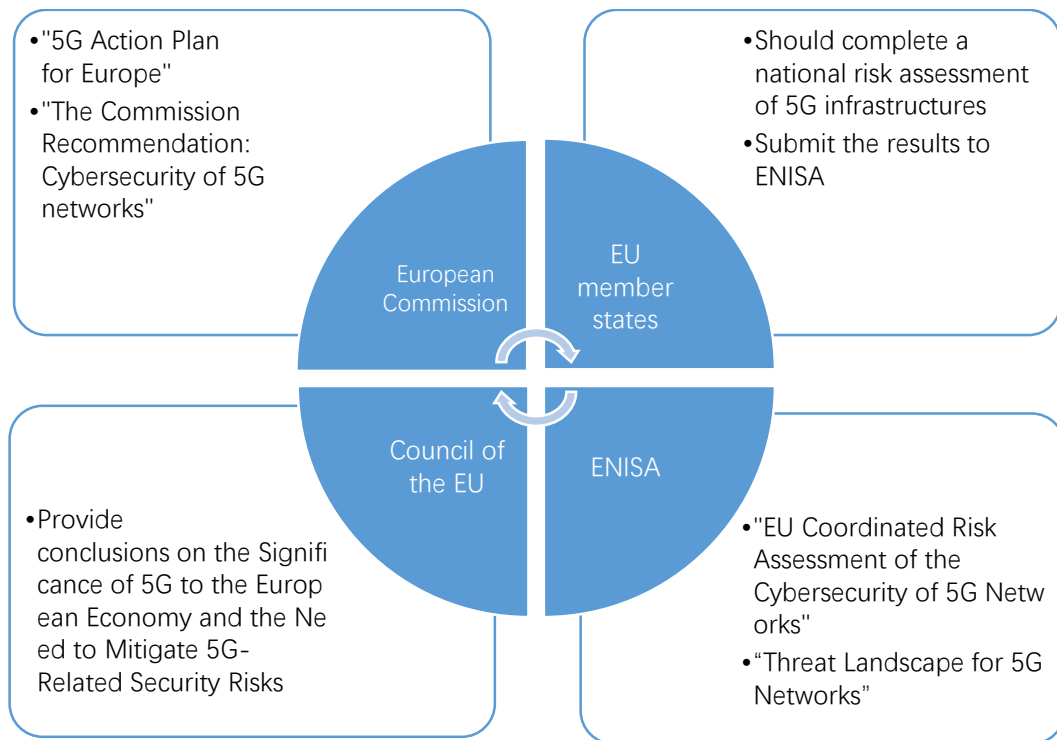 •"5G Action Plan
for Europe"
•"The Commission
Recommendation:
Cybersecurity of 5G
networks"
•Should complete a
national risk assessment
of 5G infrastructures
•Submit the results to
ENISA
European
Commission
EU
member
states
Council of
the EU
ENISA
•Provide
conclusions on the Signifi
cance of 5G to the Europ
ean Economy and the Ne
ed to Mitigate 5G-
Related Security Risks
•"EU Coordinated Risk
Assessment of the
Cybersecurity of 5G Netw
orks"
•“Threat Landscape for 5G
Networks”